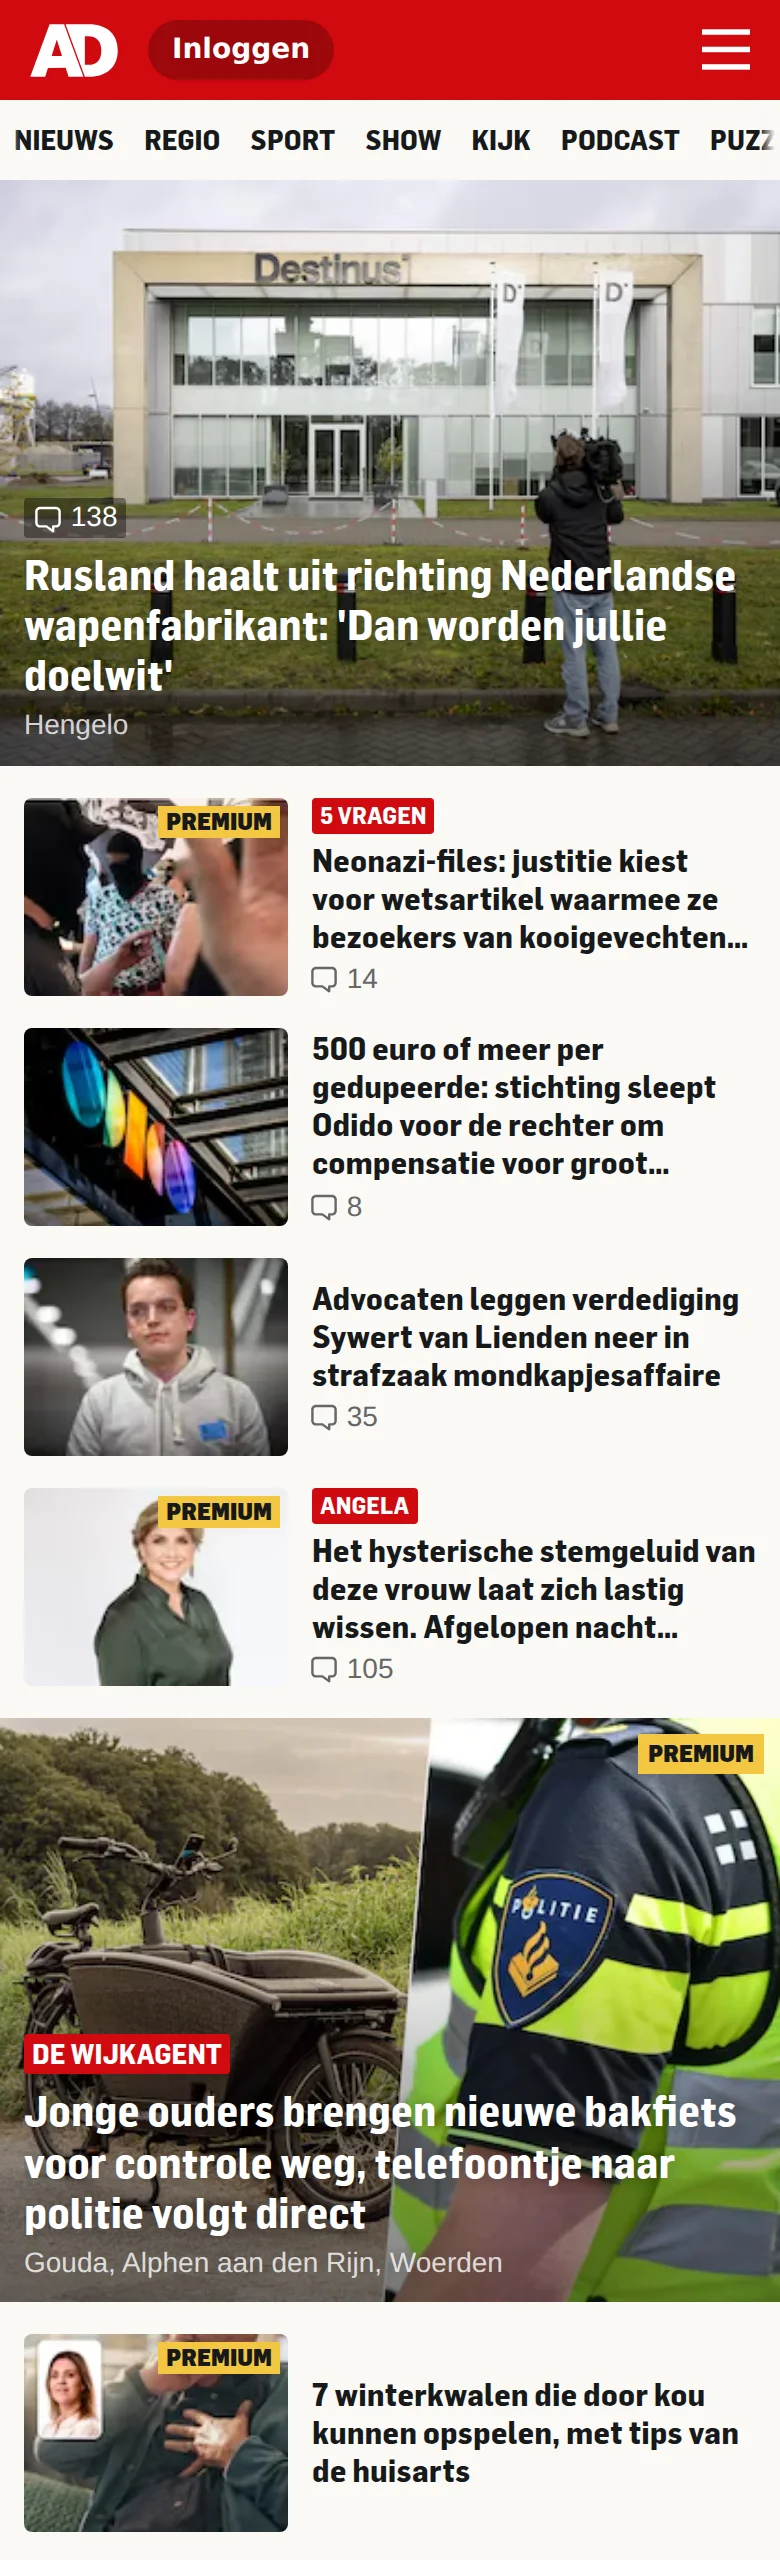 AD
Inloggen
NIEUWS REGIO SPORT SHOW KIJK PODCAST PUZZ
Destinus
D D
138
Rusland haalt uit richting Nederlandse
wapenfabrikant: 'Dan worden jullie
doelwit'
Hengelo
PREMIUM
5 VRAGEN
Neonazi-files: justitie kiest
voor wetsartikel waarmee ze
bezoekers van kooigevechten...
14
500 euro of meer per
gedupeerde: stichting sleept
Odido voor de rechter om
compensatie voor groot...
8
Advocaten leggen verdediging
Sywert van Lienden neer in
strafzaak mondkapjesaffaire
35
PREMIUM
ANGELA
Het hysterische stemgeluid van
deze vrouw laat zich lastig
wissen. Afgelopen nacht...
105
PREMIUM
POLITIE
DE WIJKAGENT
Jonge ouders brengen nieuwe bakfiets
voor controle weg, telefoontje naar
politie volgt direct
Gouda, Alphen aan den Rijn, Woerden
PREMIUM
7 winterkwalen die door kou
kunnen opspelen, met tips van
de huisarts